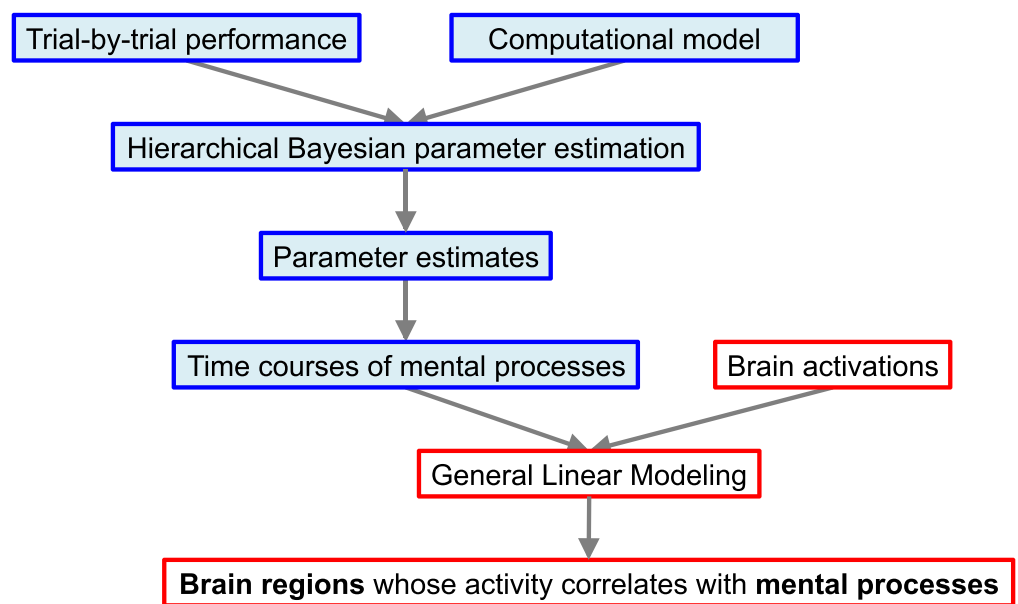 Trial-by-trial performance
Computational model
Hierarchical Bayesian parameter estimation
Parameter estimates
Time courses of mental processes
Brain activations
General Linear Modeling
Brain regions whose activity correlates with mental processes